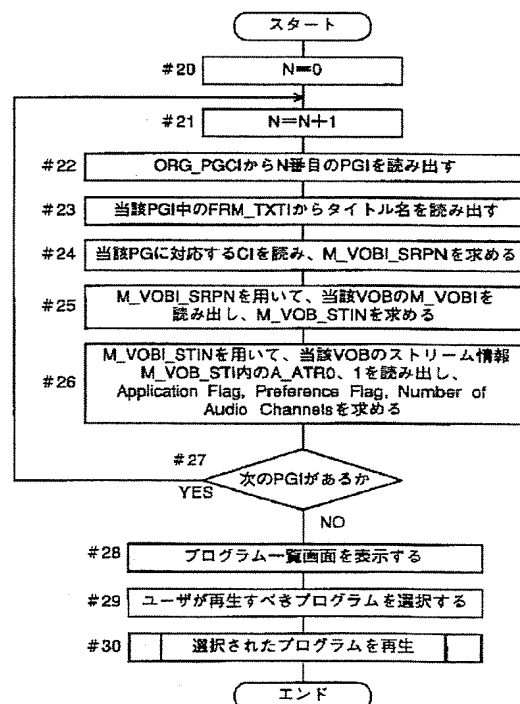 スタート
#20 N=0
#21 N=N+1
#22 ORG_PGCIからN番目のPGIを読み出す
#23 当該PGI中のFRM_TXTIからタイトル名を読み出す
#24 当該PGに対応するCIを読み、M_VOBI_SRPNを求める
#25 M_VOBI_SRPNを用いて、当該VOBのM_VOBIを
読み出し、M_VOB_STINを求める
#26 M_VOBI_STINを用いて、当該VOBのストリーム情報
M_VOB_STI内のA_ATR0、1を読み出し、
Application Flag, Preference Flag, Number of
Audio Channelsを求める
#27 次のPGIがあるか
YES
NO
#28 プログラム一覧画面を表示する
#29 ユーザが再生すべきプログラムを選択する
#30 選択されたプログラムを再生
エンド